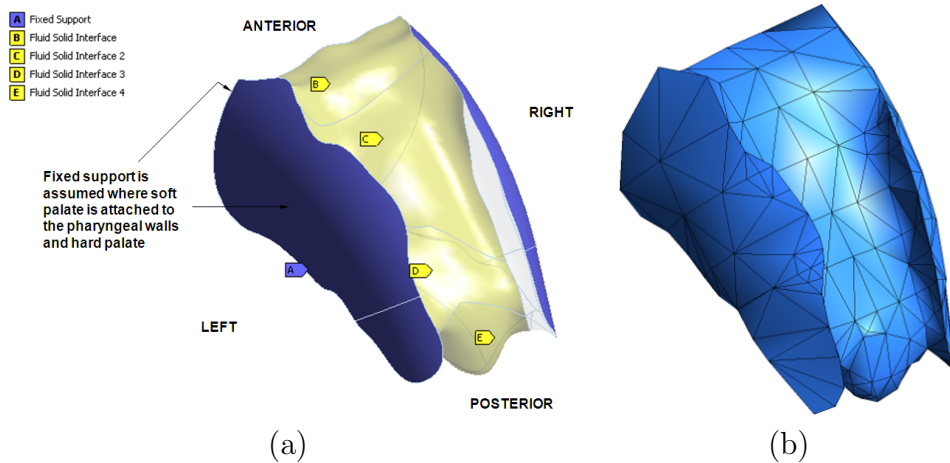 A Fixed Support
B Fluid Solid Interface
C Fluid Solid Interface 2
D Fluid Solid Interface 3
E Fluid Solid Interface 4
ANTERIOR
B
RIGHT
C
Fixed support is
assumed where soft
palate is attached to
the pharyngeal walls
and hard palate
A
D
LEFT
E
POSTERIOR
(a)
(b)